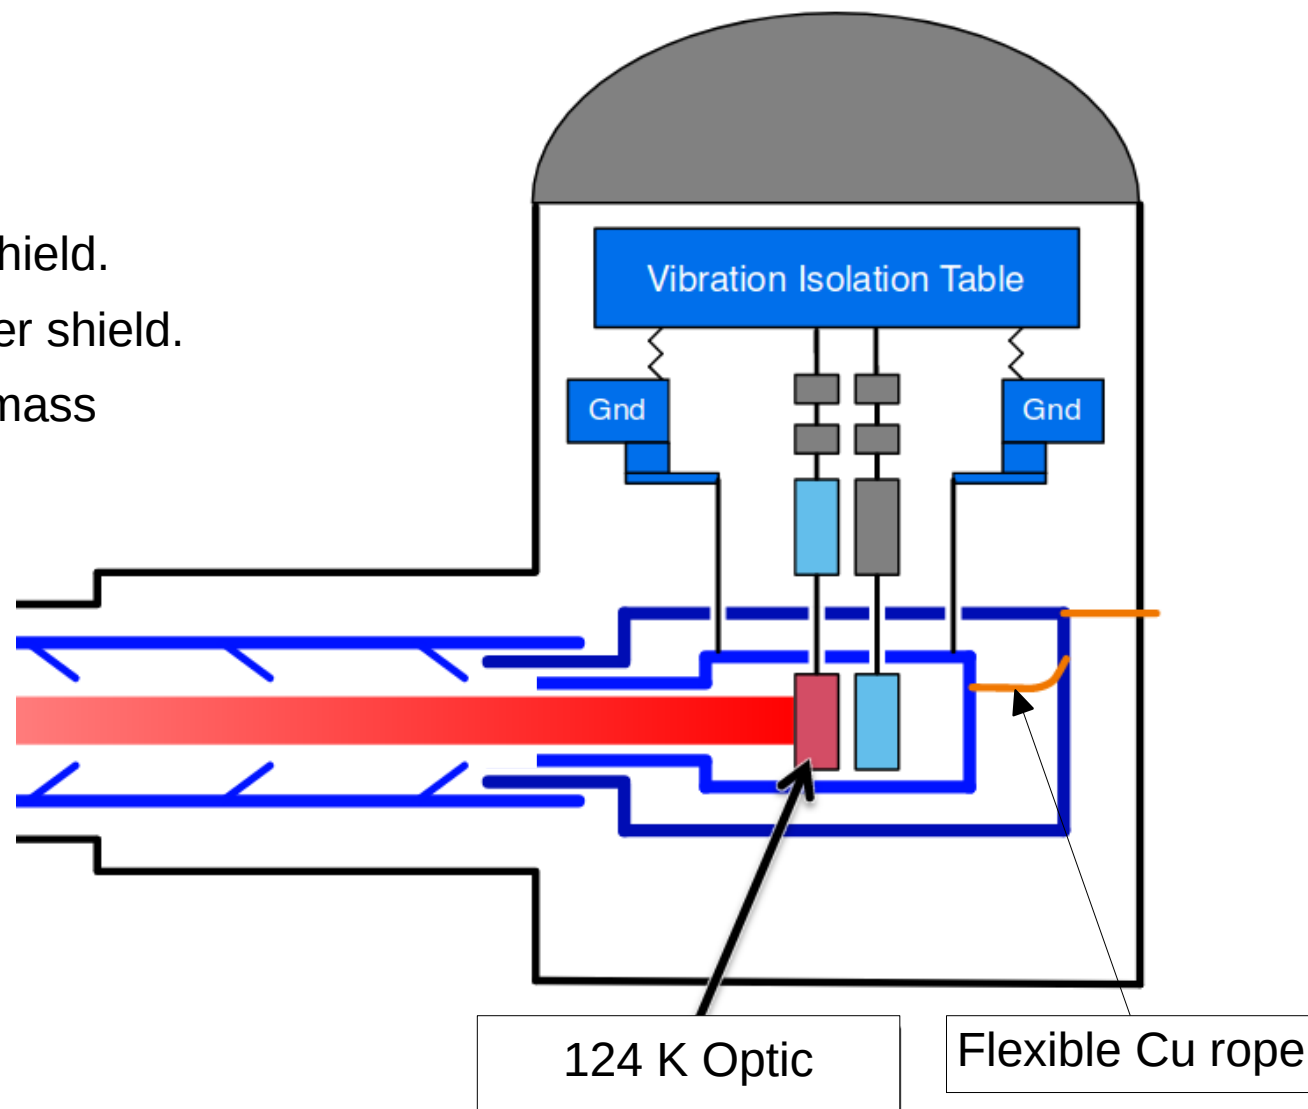 hield.
er shield.
mass
Vibration Isolation Table
Gnd
Gnd
124 K Optic
Flexible Cu rope